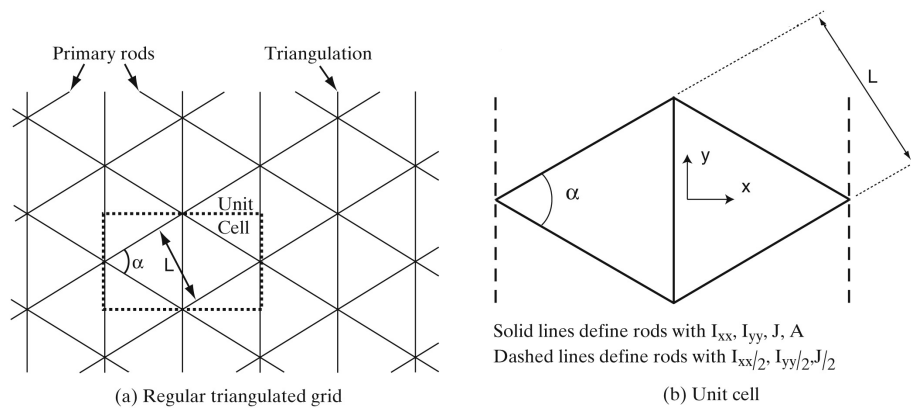 Primary rods
Triangulation
Unit
Cell
α
L
(a) Regular triangulated grid
L
y
x
α
Solid lines define rods with Ixx, Iyy, J, A
Dashed lines define rods with Ixx/2, Iyy/2,J/2
(b) Unit cell